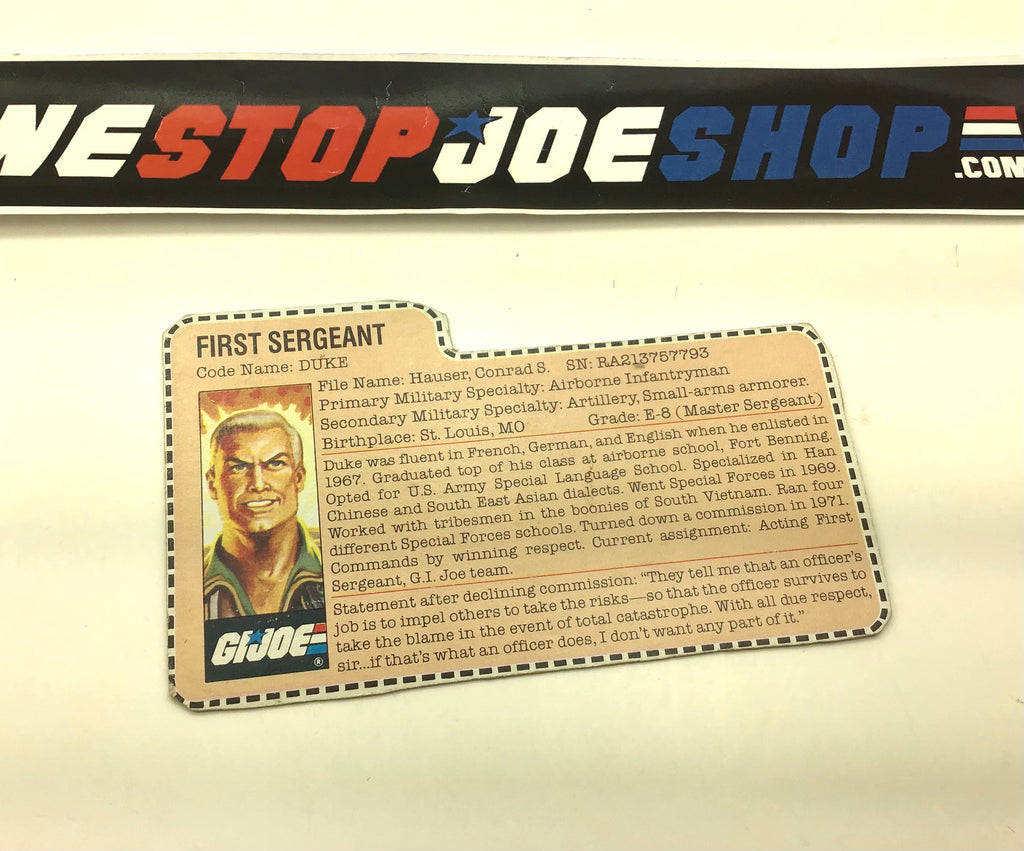 NESTOPJOESHOP
.COM
FIRST SERGEANT
Code Name: DUKE
File Name: Hauser, Conrad S. SN: RA213757793
Primary Military Specialty: Airborne Infantryman
Secondary Military Specialty: Artillery, Small-arms armorer.
Birthplace: St. Louis, MO Grade: E-8 (Master Sergeant)
Duke was fluent in French, German, and English when he enlisted in
1967. Graduated top of his class at airborne school, Fort Benning.
Opted for U.S. Army Special Language School. Specialized in Han
Chinese and South East Asian dialects. Went Special Forces in 1969.
Worked with tribesmen in the boonies of South Vietnam. Ran four
different Special Forces schools. Turned down a commission in 1971.
Commands by winning respect. Current assignment: Acting First
Sergeant, G.I. Joe team.
Statement after declining commission: "They tell me that an officer's
job is to impel others to take the risks—so that the officer survives to
take the blame in the event of total catastrophe. With all due respect,
sir...if that's what an officer does, I don't want any part of it."
GI JOE ®